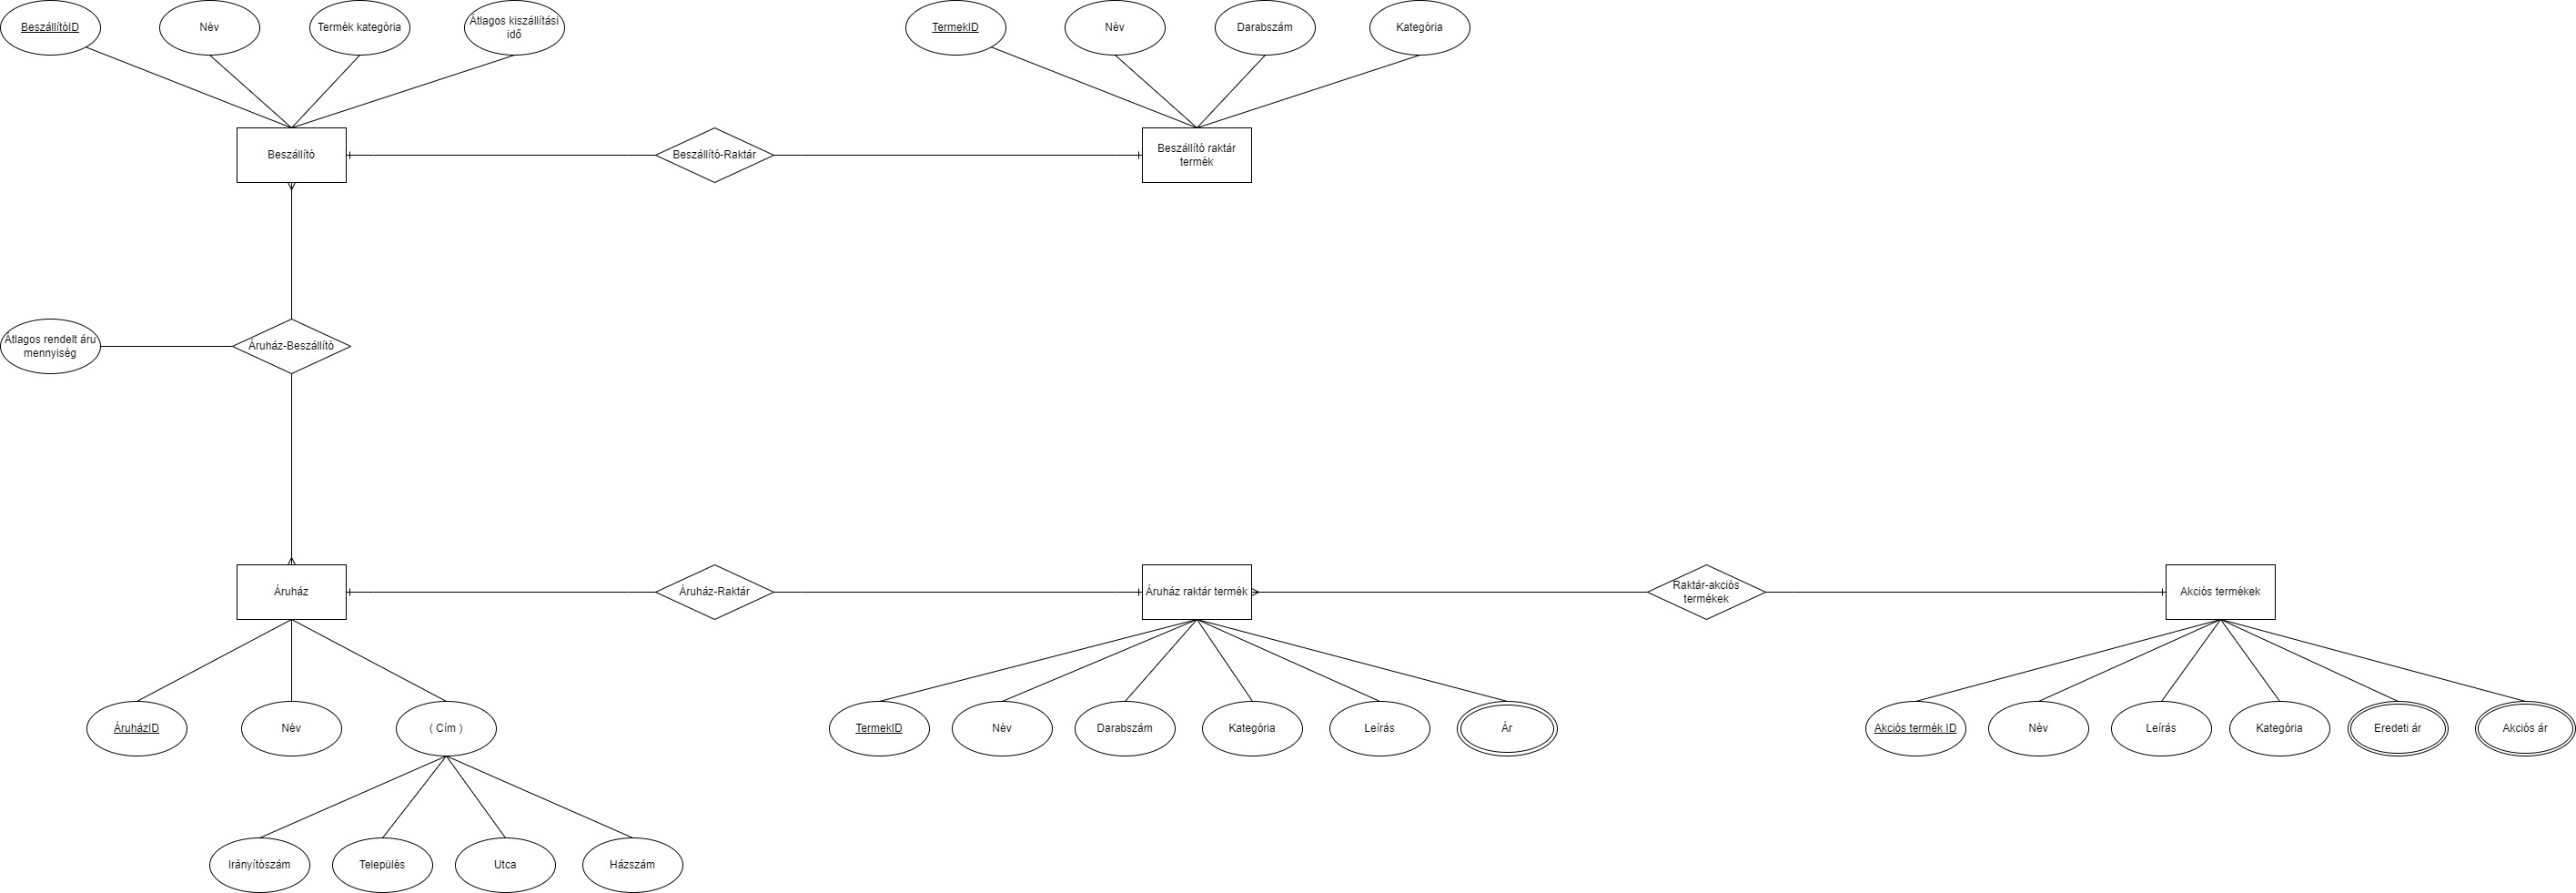 BeszállítóID
Név
Termék kategória
Átlagos kiszállítási
idő
TermekID
Név
Darabszám
Kategória
Beszállító
Beszállító-Raktár
Beszállító raktár
termék
Átlagos rendelt áru
mennyiség
Áruház-Beszállító
Áruház
Áruház-Raktár
Áruház raktár termék
Raktár-akciós
termékek
Akciós termékek
ÁruházID
Név
( Cím )
TermekID
Név
Darabszám
Kategória
Leírás
Ár
Akciós termék ID
Név
Leírás
Kategória
Eredeti ár
Akciós ár
Irányítószám
Település
Utca
Házszám